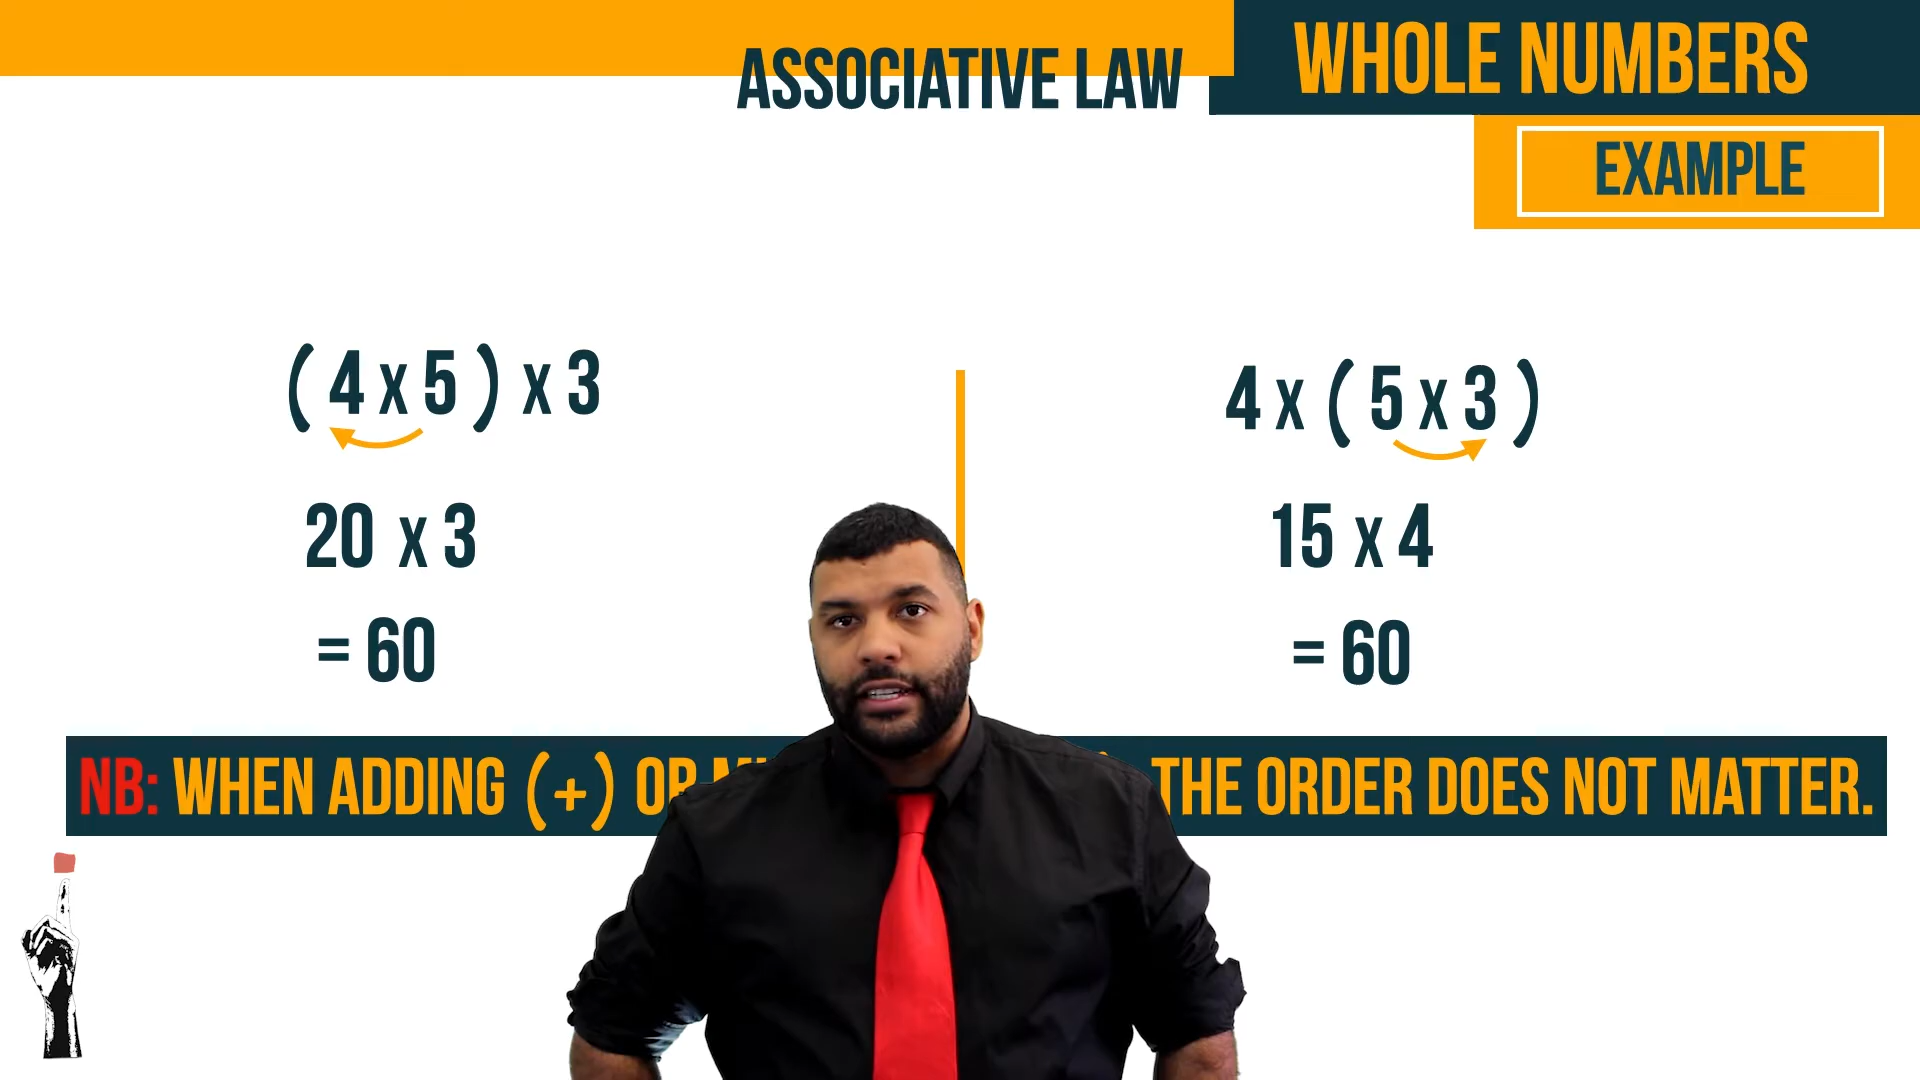 ASSOCIATIVE LAW
WHOLE NUMBERS
EXAMPLE
( 4 x 5 ) x 3
20 x 3
= 60
4 x ( 5 x 3 )
15 x 4
= 60
NB: WHEN ADDING (+) OR THE ORDER DOES NOT MATTER.